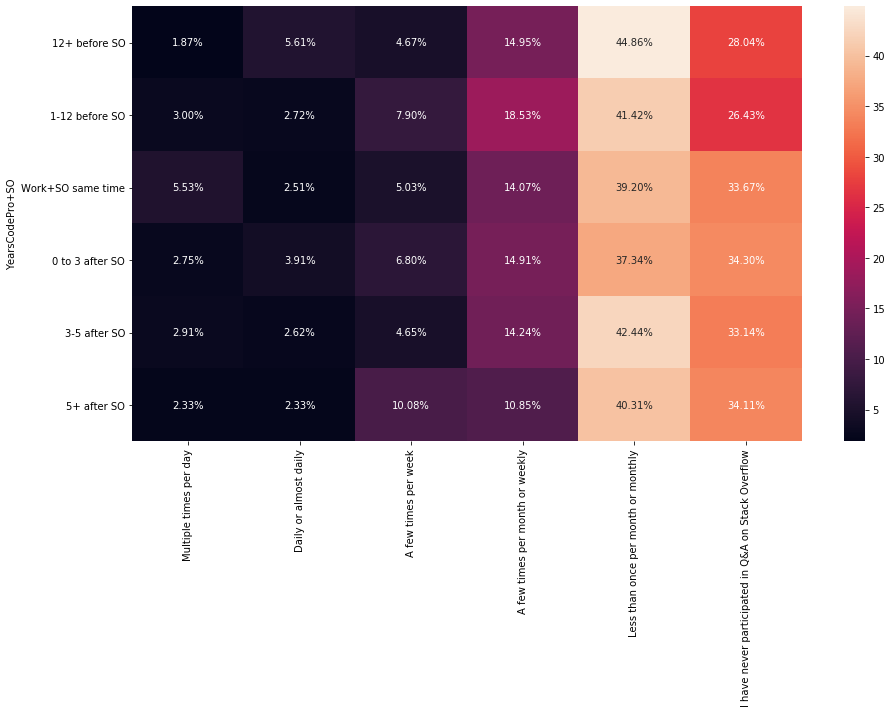 12+ before SO 1.87% 5.61% 4.67% 14.95% 44.86% 28.04%
1-12 before SO 3.00% 2.72% 7.90% 18.53% 41.42% 26.43%
Work+SO same time 5.53% 2.51% 5.03% 14.07% 39.20% 33.67%
0 to 3 after SO 2.75% 3.91% 6.80% 14.91% 37.34% 34.30%
3-5 after SO 2.91% 2.62% 4.65% 14.24% 42.44% 33.14%
5+ after SO 2.33% 2.33% 10.08% 10.85% 40.31% 34.11%
YearsCodePro+SO
Multiple times per day
Daily or almost daily
A few times per week
A few times per month or weekly
Less than once per month or monthly
I have never participated in Q&A on Stack Overflow
40
35
30
25
20
15
10
5